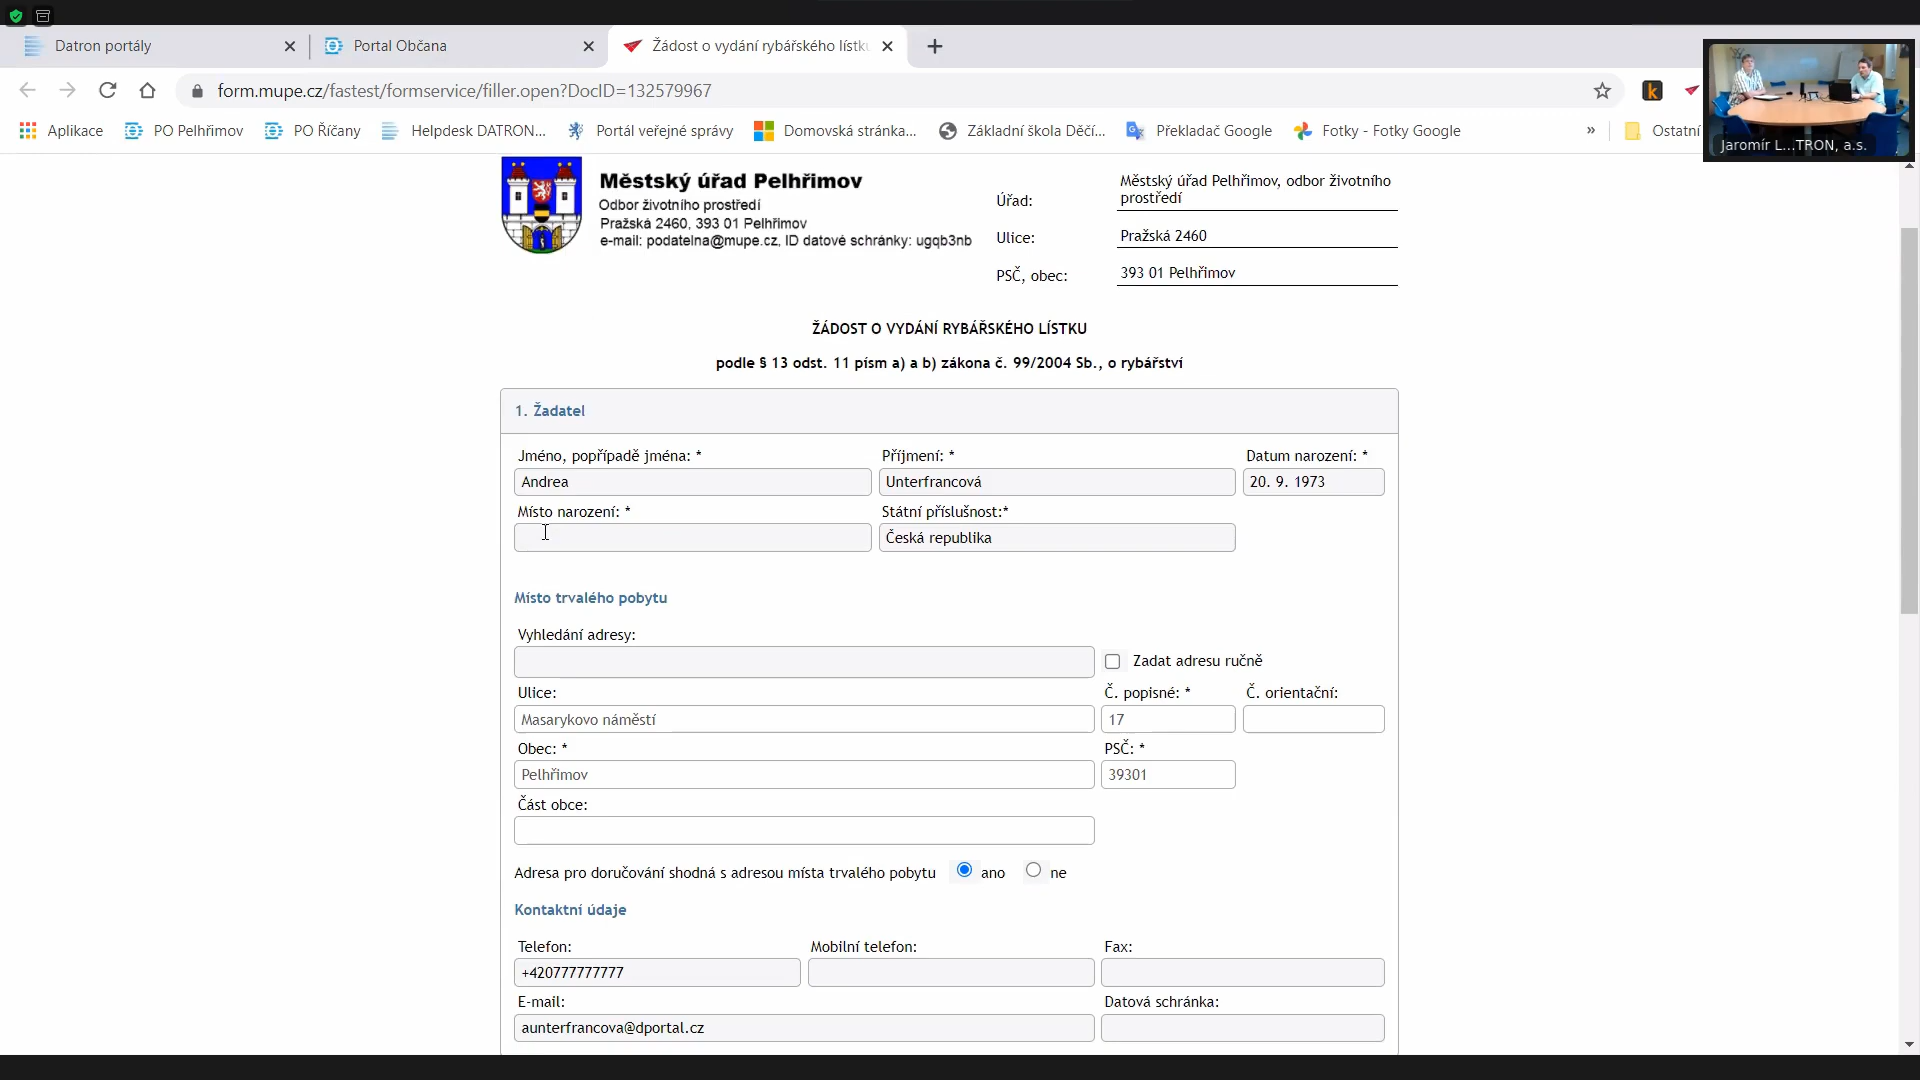 Datron portály
Portal Občana
Žádost o vydání rybářského lístku
form.mupe.cz/fastest/formservice/filler.open?DocID=132579967
Aplikace
PO Pelhřimov
PO Říčany
Helpdesk DATRON...
Portál veřejné správy
Domovská stránka...
Základní škola Děčí...
Překladač Google
Fotky - Fotky Google
»
Ostatní
Jaromír L...TRON, a.s.
Městský úřad Pelhřimov
Odbor životního prostředí
Pražská 2460, 393 01 Pelhřimov
e-mail: podatelna@mupe.cz, ID datové schránky: ugqb3nb
Úřad:
Městský úřad Pelhřimov, odbor životního
prostředí
Ulice:
Pražská 2460
PSČ, obec:
393 01 Pelhřimov
ŽÁDOST O VYDÁNÍ RYBÁŘSKÉHO LÍSTKU
podle § 13 odst. 11 písm a) a b) zákona č. 99/2004 Sb., o rybářství
1. Žadatel
Jméno, popřípadě jména: *
Příjmení: *
Datum narození: *
Andrea
Unterfrancová
20. 9. 1973
Místo narození: *
Státní příslušnost:*
Česká republika
Místo trvalého pobytu
Vyhledání adresy:
Zadat adresu ručně
Ulice:
Č. popisné: *
Č. orientační:
Masarykovo náměstí
17
Obec: *
PSČ: *
Pelhřimov
39301
Část obce:
Adresa pro doručování shodná s adresou místa trvalého pobytu
ano
ne
Kontaktní údaje
Telefon:
Mobilní telefon:
Fax:
+420777777777
E-mail:
Datová schránka:
aunterfrancova@dportal.cz